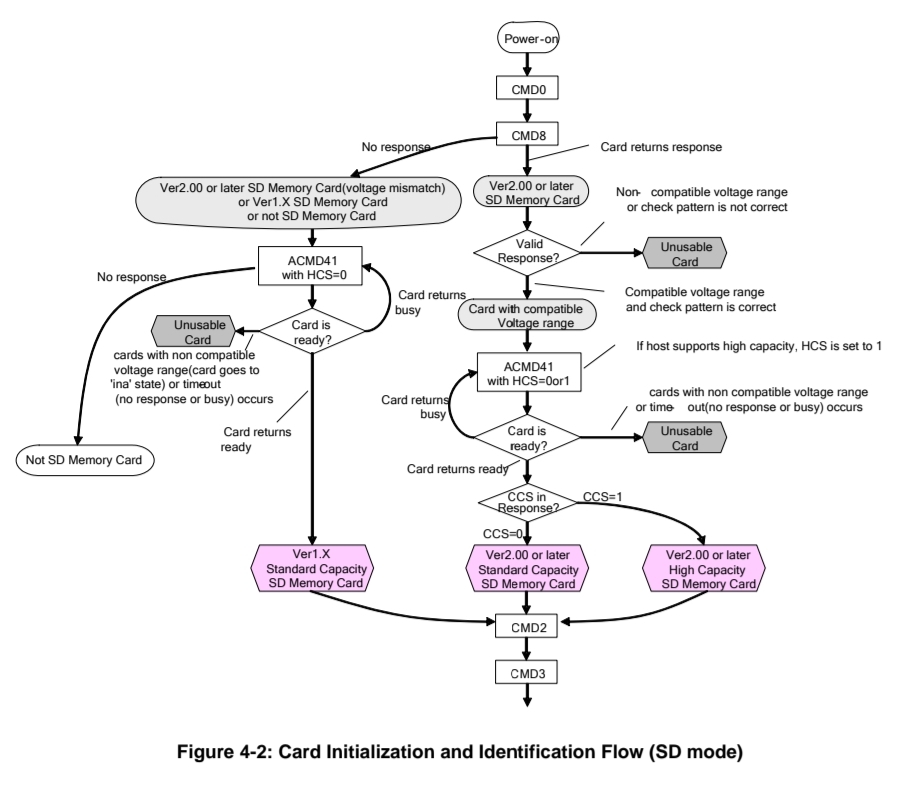 Power-on
CMD0
CMD8
No response
Card returns response
Ver2.00 or later SD Memory Card(voltage mismatch)
or Ver1.X SD Memory Card
or not SD Memory Card
Ver2.00 or later
SD Memory Card
Non- compatible voltage range
or check pattern is not correct
Valid
Response?
Unusable
Card
ACMD41
with HCS=0
No response
Card returns
busy
Compatible voltage range
and check pattern is correct
Card with compatible
Voltage range
Card is
ready?
Unusable
Card
cards with non compatible
voltage range(card goes to
'ina' state) or timeout
(no response or busy) occurs
If host supports high capacity, HCS is set to 1
ACMD41
with HCS=0or1
Card returns
busy
cards with non compatible voltage range
or time- out(no response or busy) occurs
Card is
ready?
Unusable
Card
Card returns
ready
Not SD Memory Card
Card returns ready
CCS in
Response?
CCS=1
CCS=0
Ver1.X
Standard Capacity
SD Memory Card
Ver2.00 or later
Standard Capacity
SD Memory Card
Ver2.00 or later
High Capacity
SD Memory Card
CMD2
CMD3
Figure 4-2: Card Initialization and Identification Flow (SD mode)